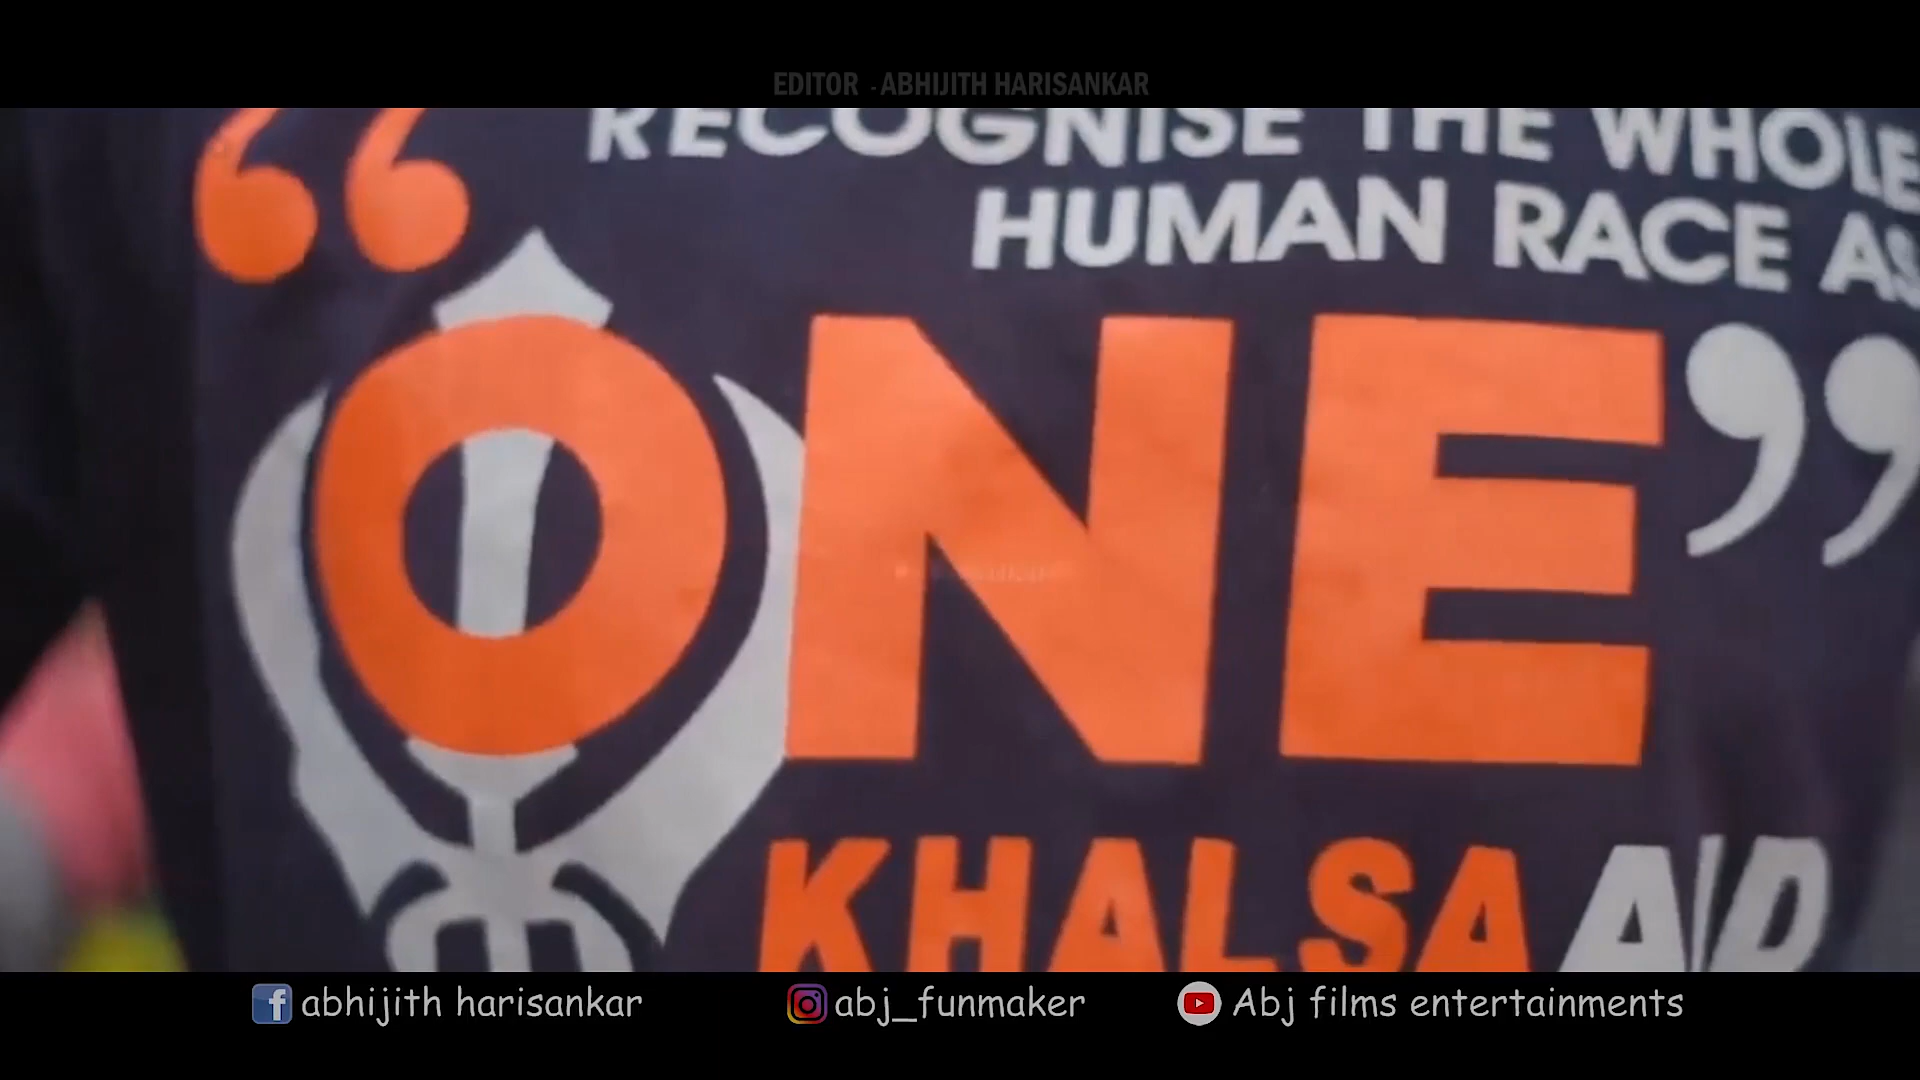 EDITOR - ABHIJITH HARISANKAR
“RECOGNISE THE WHOLE
HUMAN RACE AS
ONE”
KHALSA AID
abhijith harisankar abj_funmaker Abj films entertainments